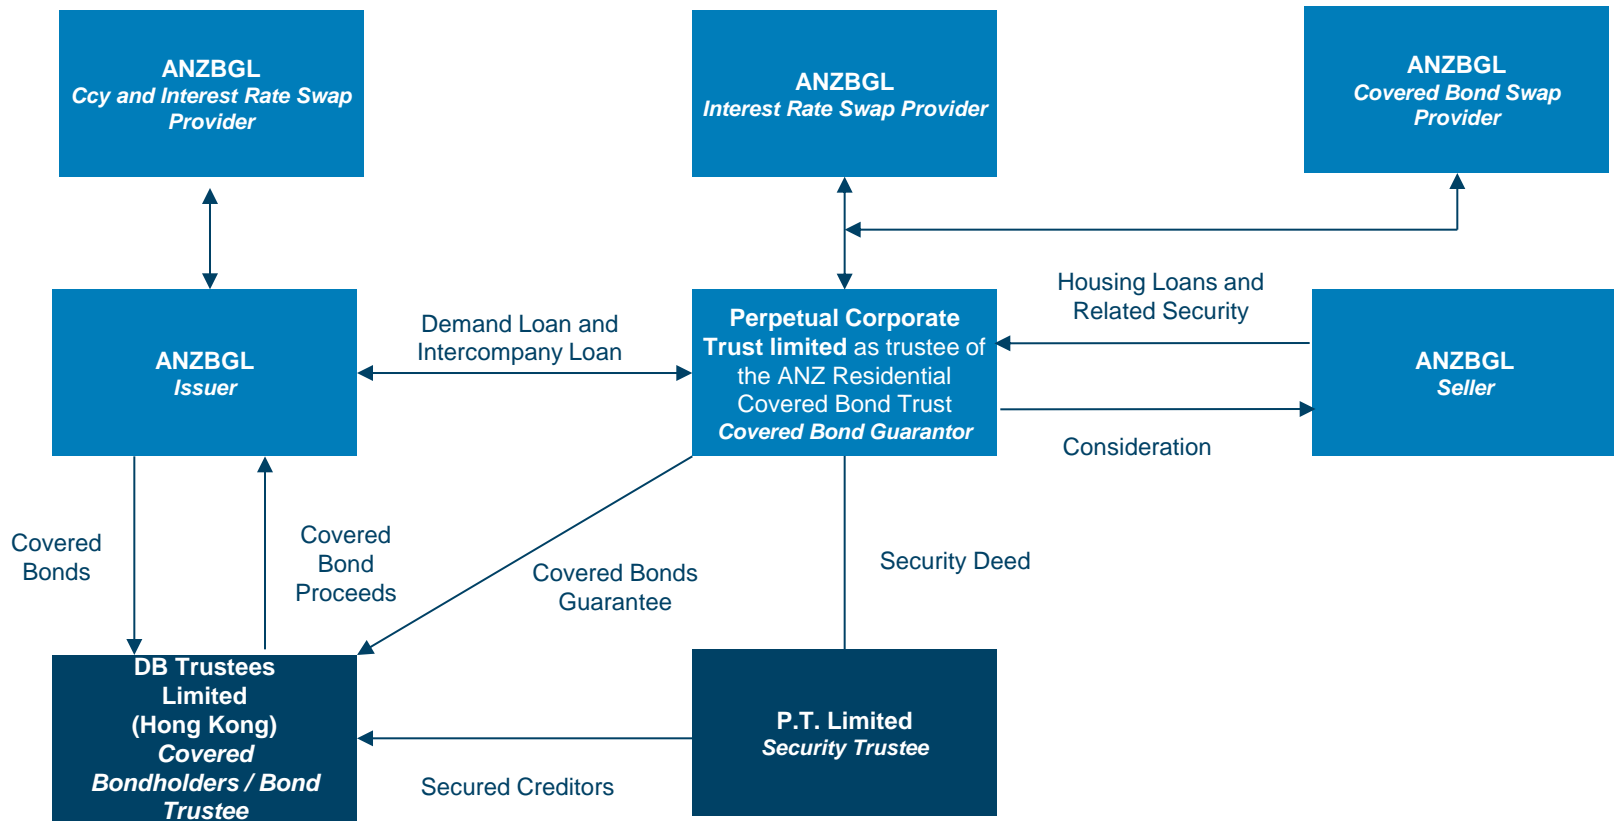 ANZBGL
Ccy and Interest Rate Swap
Provider
ANZBGL
Interest Rate Swap Provider
ANZBGL
Covered Bond Swap
Provider
ANZBGL
Issuer
Demand Loan and
Intercompany Loan
Perpetual Corporate
Trust limited as trustee of
the ANZ Residential
Covered Bond Trust
Covered Bond Guarantor
Housing Loans and
Related Security
Consideration
ANZBGL
Seller
Covered
Bonds
Covered
Bond
Proceeds
Covered Bonds
Guarantee
Security Deed
DB Trustees
Limited
(Hong Kong)
Covered
Bondholders / Bond
Trustee
Secured Creditors
P.T. Limited
Security Trustee